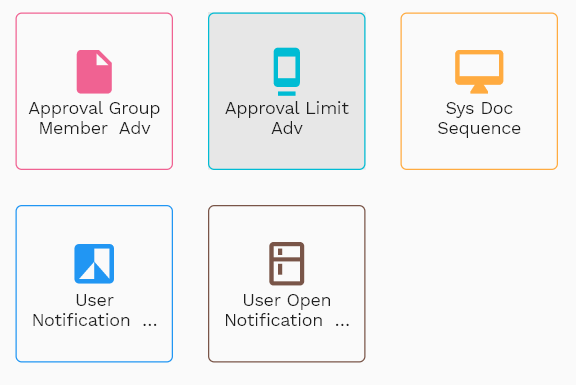 Approval Group
Member  Adv
Approval Limit
Adv
Sys Doc
Sequence
User
Notification  ...
User Open
Notification  ...